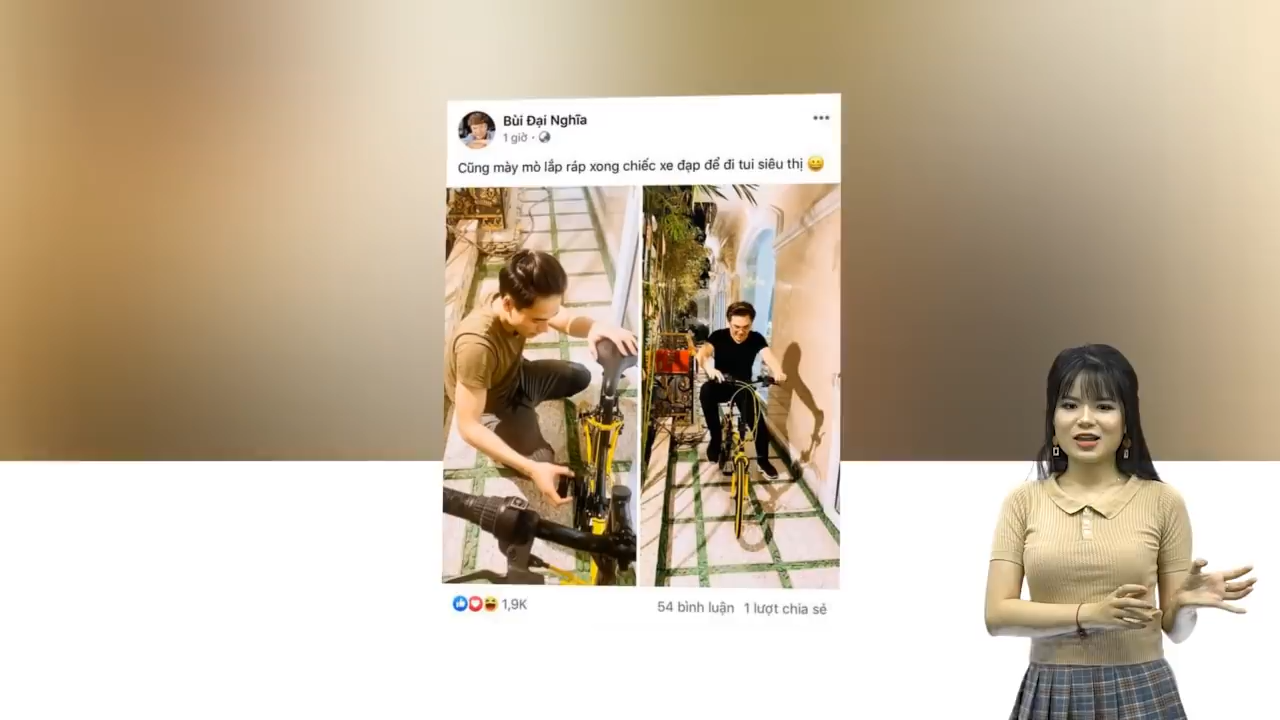 Bùi Đại Nghĩa
1 giờ ·
Cũng mày mò lắp ráp xong chiếc xe đạp để đi tui siêu thị 😀
1,9K
54 bình luận 1 lượt chia sẻ